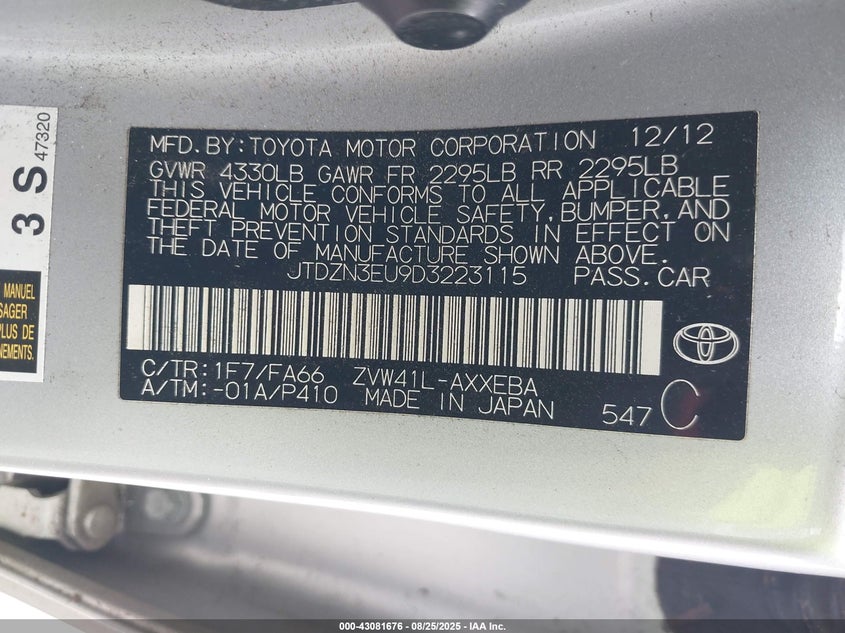 3 S 47320
MANUEL
SAGER
PLUS DE
NEMENTS.
MFD.BY:TOYOTA MOTOR CORPORATION 12/12
GVWR 4330LB GAWR FR 2295LB RR 2295LB
THIS VEHICLE CONFORMS TO ALL APPLICABLE
FEDERAL MOTOR VEHICLE SAFETY,BUMPER,AND
THEFT PREVENTION STANDARDS IN EFFECT ON
THE DATE OF MANUFACTURE SHOWN ABOVE.
JTDZN3EU9D3223115 PASS.CAR
C/TR:1F7/FA66 ZVW41L-AXXEBA
A/TM:-01A/P410 MADE IN JAPAN 547 C
000-43081676 - 08/25/2025 - IAA Inc.